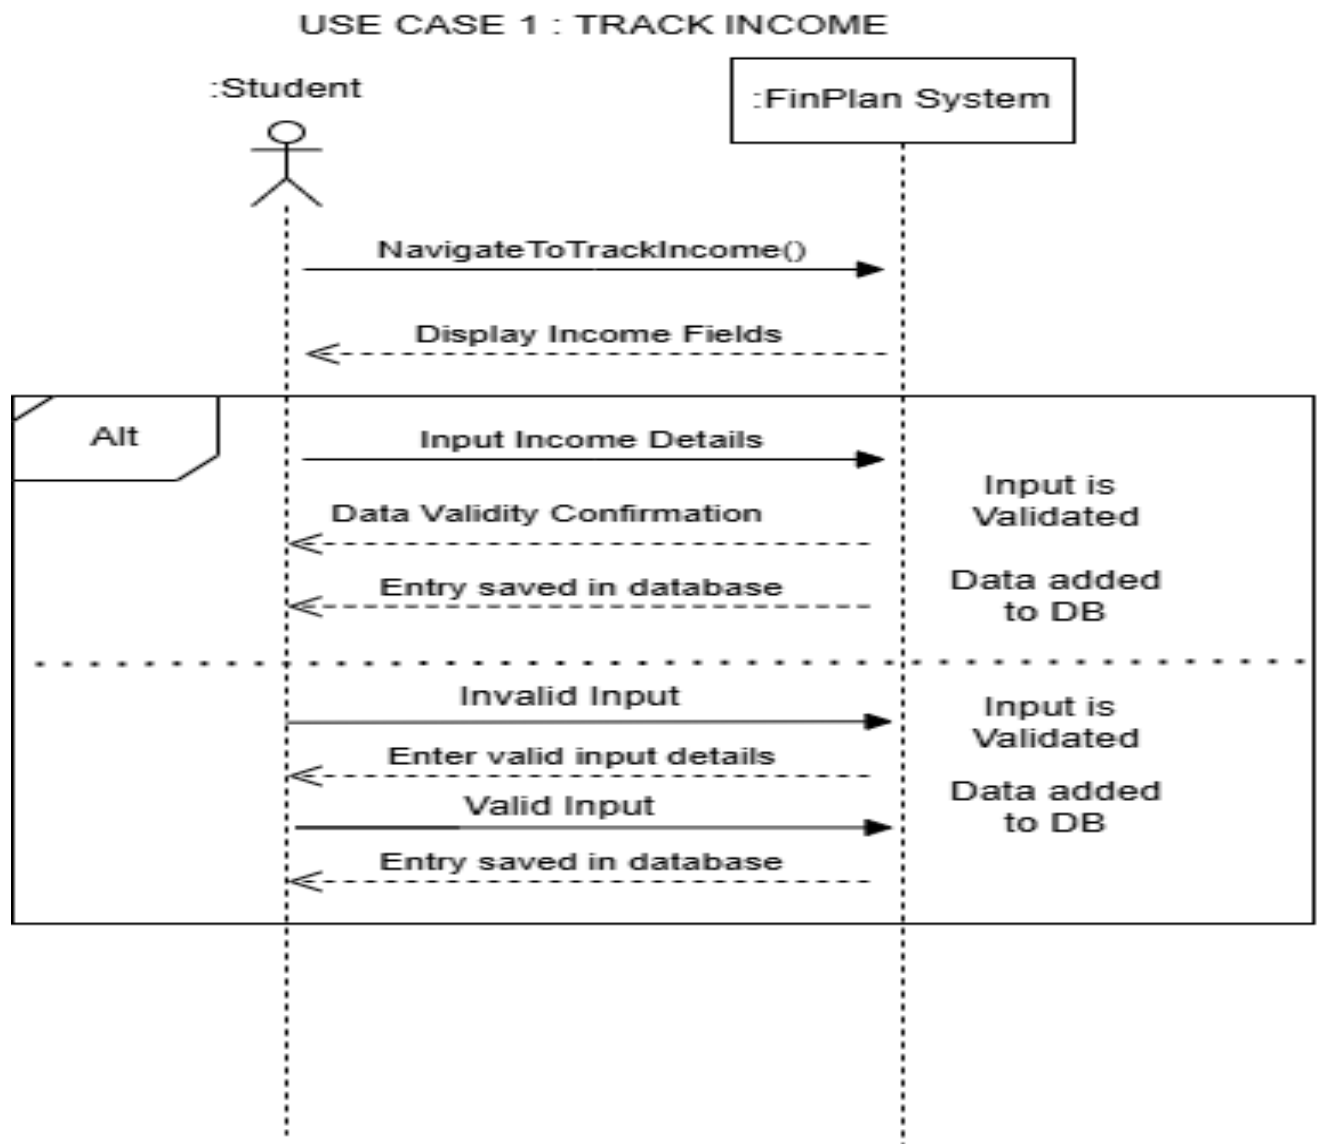 USE CASE 1 : TRACK INCOME
:Student
:FinPlan System
NavigateToTrackIncome()
Display Income Fields
Alt
Input Income Details
Input is
Validated
Data Validity Confirmation
Entry saved in database
Data added
to DB
Invalid Input
Input is
Validated
Enter valid input details
Data added
to DB
Valid Input
Entry saved in database